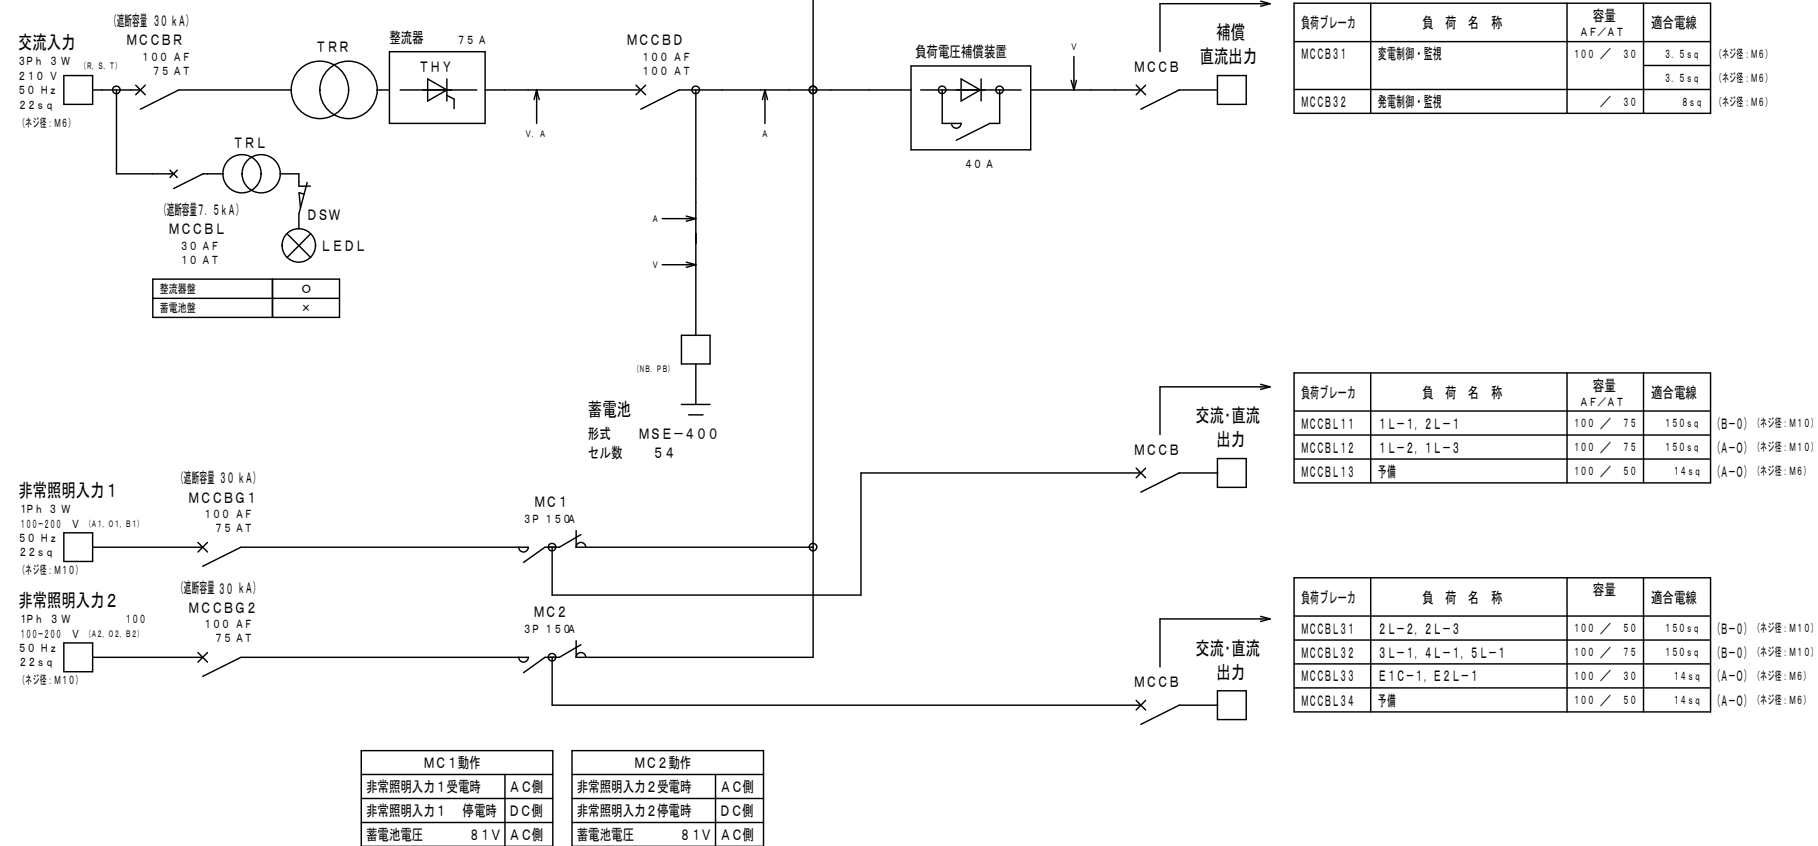 交流入力
3Ph 3W
210 V
50 Hz
22sq
(ネジ径:M6)
(R. S. T)
(遮断容量 30 kA)
MCCBR
100 AF
75 AT
TRR
整流器 75 A
THY
V, A
MCCBD
100 AF
100 AT
A
負荷電圧補償装置
40 A
V
MCCB
補償
直流出力
負荷ブレーカ 負荷名称 容量 AF/AT 適合電線
MCCB31 変電制御・監視 100 / 30 3.5sq (ネジ径:M6)
3.5sq (ネジ径:M6)
MCCB32 発電制御・監視 / 30 8sq (ネジ径:M6)
TRL
(遮断容量7. 5kA)
MCCBL
30 AF
10 AT
DSW
LEDL
整流器盤 O
蓄電池盤 ×
A
V
(NB. PB)
蓄電池
形式 MSE-400
セル数 54
負荷ブレーカ 負荷名称 容量 AF/AT 適合電線
MCCBL11 1L-1, 2L-1 100 / 75 150sq (B-0) (ネジ径:M10)
MCCBL12 1L-2, 1L-3 100 / 75 150sq (A-0) (ネジ径:M10)
MCCBL13 予備 100 / 50 14sq (A-0) (ネジ径:M6)
MCCB
交流・直流
出力
非常照明入力1
1Ph 3W
100-200 V (A1, O1, B1)
50 Hz
22sq
(ネジ径:M10)
(遮断容量 30 kA)
MCCBG1
100 AF
75 AT
MC1
3P 150A
非常照明入力2
1Ph 3W 100
100-200 V (A2, O2, B2)
50 Hz
22sq
(ネジ径:M10)
(遮断容量 30 kA)
MCCBG2
100 AF
75 AT
MC2
3P 150A
MCCB
交流・直流
出力
負荷ブレーカ 負荷名称 容量 適合電線
MCCBL31 2L-2, 2L-3 100 / 50 150sq (B-0) (ネジ径:M10)
MCCBL32 3L-1, 4L-1, 5L-1 100 / 75 150sq (B-0) (ネジ径:M10)
MCCBL33 E1C-1, E2L-1 100 / 30 14sq (A-0) (ネジ径:M6)
MCCBL34 予備 100 / 50 14sq (A-0) (ネジ径:M6)
MC1動作
非常照明入力1受電時 AC側
非常照明入力1 停電時 DC側
蓄電池電圧 81V AC側
MC2動作
非常照明入力2受電時 AC側
非常照明入力2停電時 DC側
蓄電池電圧 81V AC側